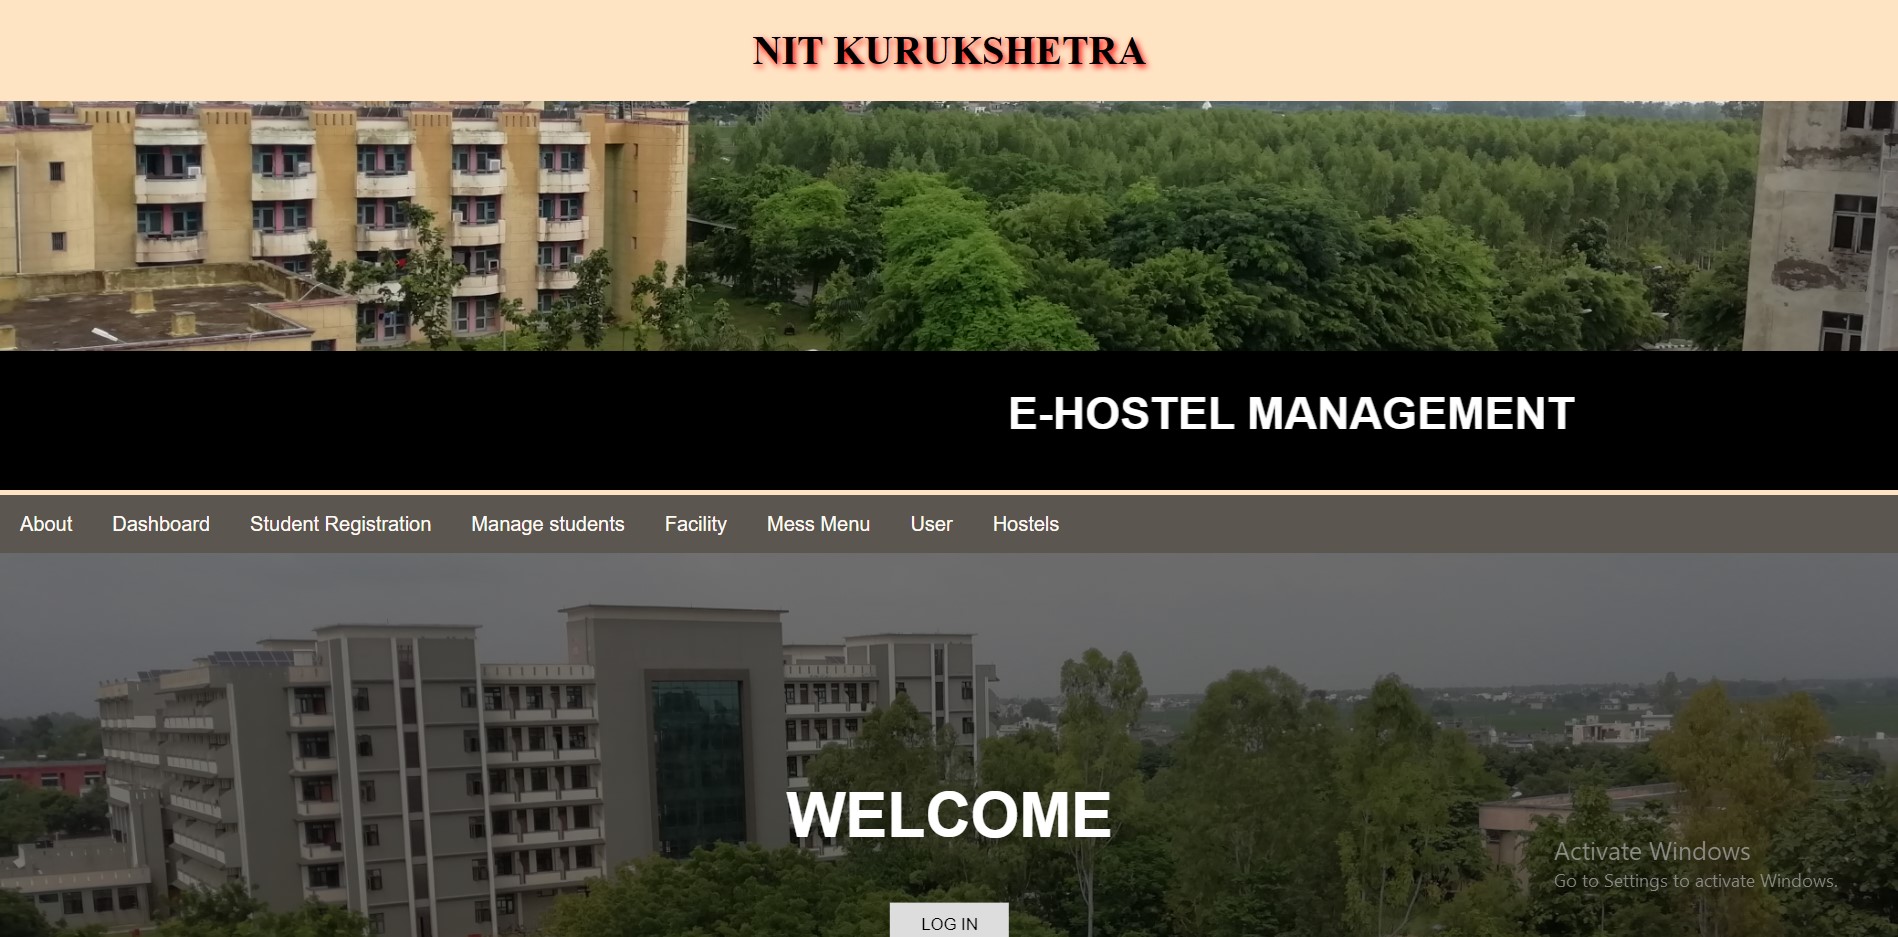 NIT KURUKSHETRA
E-HOSTEL MANAGEMENT
About Dashboard Student Registration Manage students Facility Mess Menu User Hostels
WELCOME
Activate Windows
Go to Settings to activate Windows.
LOG IN